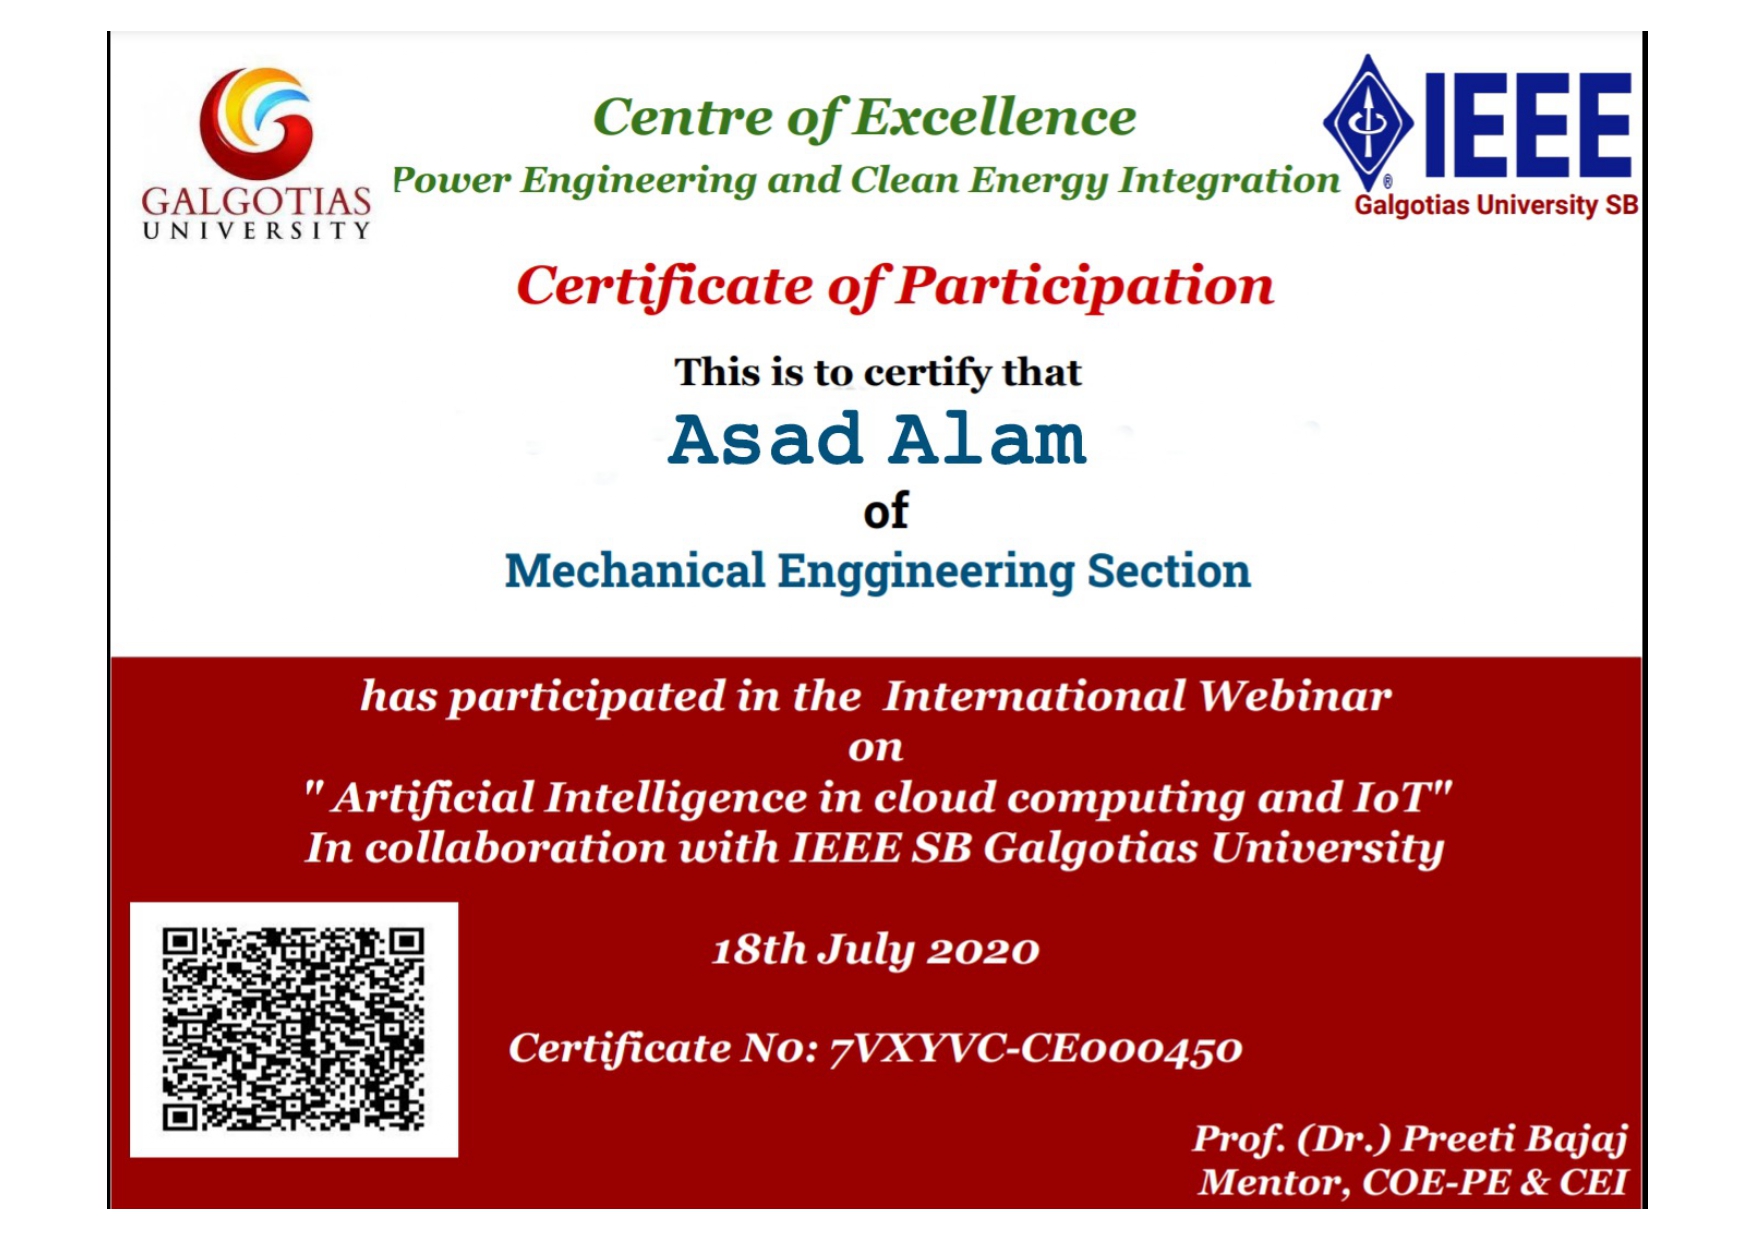 GALGOTIAS
UNIVERSITY
Centre of Excellence
Power Engineering and Clean Energy Integration
IEEE
®
Galgotias University SB
Certificate of Participation
This is to certify that
Asad Alam
of
Mechanical Enggineering Section
has participated in the International Webinar
on
" Artificial Intelligence in cloud computing and IoT"
In collaboration with IEEE SB Galgotias University
18th July 2020
Certificate No: 7VXYVC-CE000450
Prof. (Dr.) Preeti Bajaj
Mentor, COE-PE & CEI